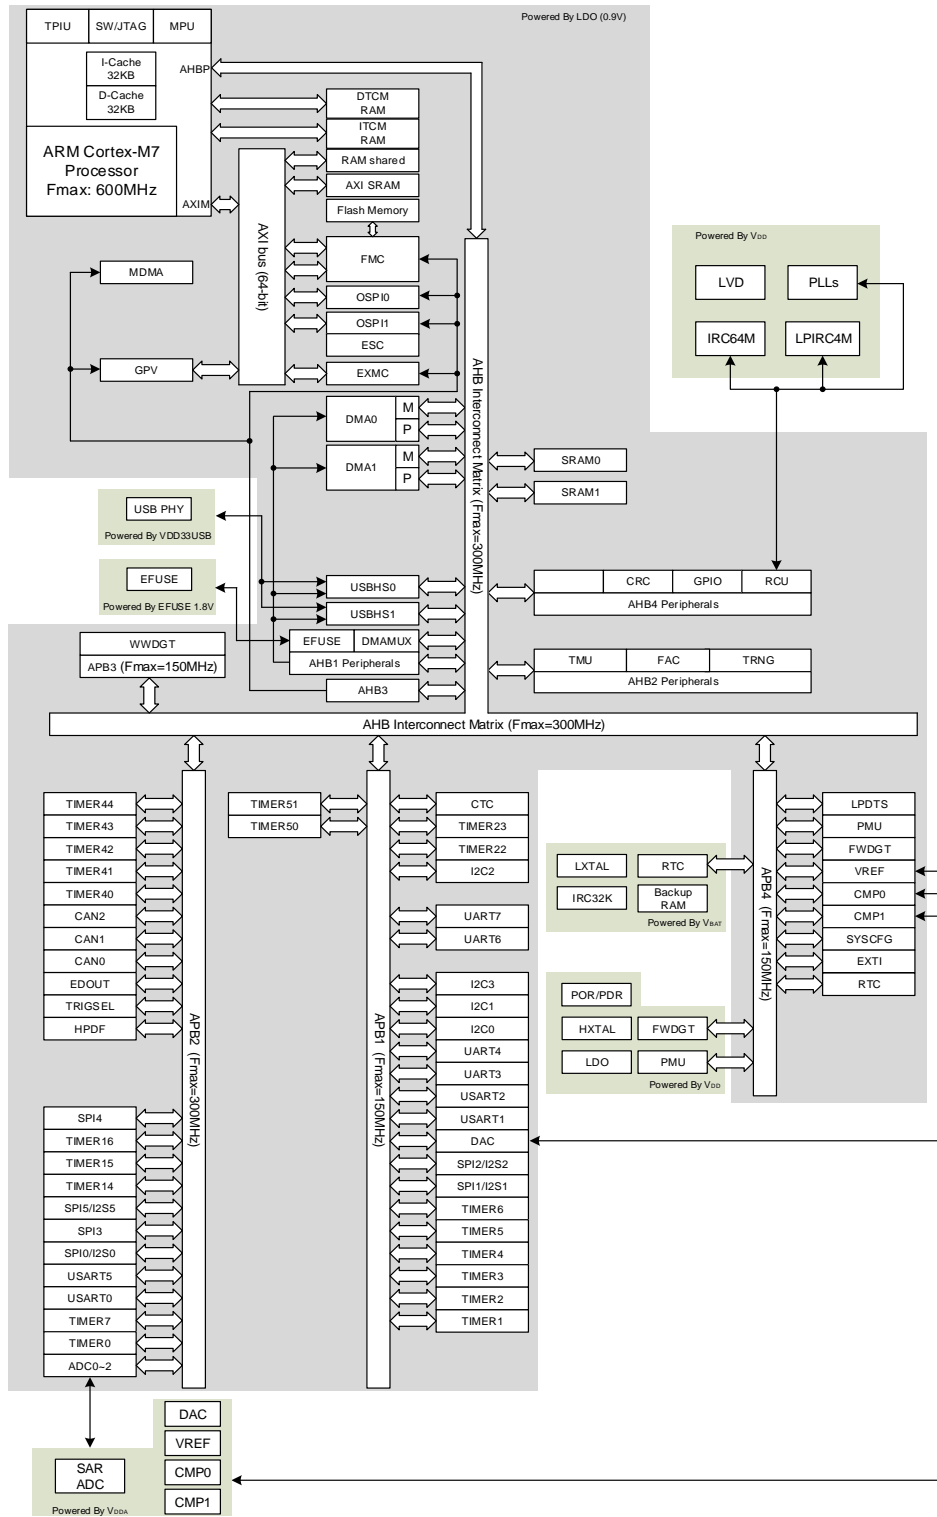 Powered By LDO (0.9V)
TPIU
SW/JTAG
MPU
I-Cache
32KB
D-Cache
32KB
AHBP
ARM Cortex-M7
Processor
Fmax: 600MHz
AXIM
DTCM
RAM
ITCM
RAM
RAM shared
AXI SRAM
Flash Memory
FMC
OSPI0
OSPI1
ESC
EXMC
AXI bus (64-bit)
MDMA
GPV
AHB Interconnect Matrix (Fmax=300MHz)
DMA0
M
P
DMA1
M
P
Powered By VDD
LVD
PLLs
IRC64M
LPIRC4M
SRAM0
SRAM1
USB PHY
Powered By VDD33USB
EFUSE
Powered By EFUSE 1.8V
USBHS0
USBHS1
EFUSE
DMAMUX
AHB1 Peripherals
AHB3
CRC
GPIO
RCU
AHB4 Peripherals
TMU
FAC
TRNG
AHB2 Peripherals
WWDGT
APB3 (Fmax=150MHz)
AHB Interconnect Matrix (Fmax=300MHz)
TIMER44
TIMER43
TIMER42
TIMER41
TIMER40
CAN2
CAN1
CAN0
EDOUT
TRIGSEL
HPDF
SPI4
TIMER16
TIMER15
TIMER14
SPI5/I2S5
SPI3
SPI0/I2S0
USART5
USART0
TIMER7
TIMER0
ADC0~2
APB2 (Fmax=300MHz)
TIMER51
TIMER50
APB1 (Fmax=150MHz)
CTC
TIMER23
TIMER22
I2C2
UART7
UART6
I2C3
I2C1
I2C0
UART4
UART3
USART2
USART1
DAC
SPI2/I2S2
SPI1/I2S1
TIMER6
TIMER5
TIMER4
TIMER3
TIMER2
TIMER1
LXTAL
RTC
IRC32K
Backup
RAM
Powered By VBAT
POR/PDR
HXTAL
FWDGT
LDO
PMU
Powered By VDD
APB4 (Fmax=150MHz)
LPDTS
PMU
FWDGT
VREF
CMP0
CMP1
SYSCFG
EXTI
RTC
DAC
VREF
CMP0
CMP1
SAR
ADC
Powered By VDDA